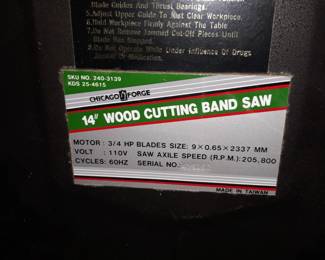 Blade Guides and Thrust Bearings.
5.Adjust Upper Guide To Just Clear Workpiece.
6.Hold Workpiece Firmly Against The Table.
7.Do Not Remove Jammed Cut-Off Pieces Until
Blade Has Stopped.
8.Do Not Operate While Under Influence Of Drugs
Alcohol or Medication.
SKU NO. 240-3139
KDS 25-4615
CHICAGO FORGE
14" WOOD CUTTING BAND SAW
MOTOR : 3/4 HP BLADES SIZE: 9×0.65×2337 MM
VOLT : 110V SAW AXILE SPEED (R.P.M.): 205,800
CYCLES: 60HZ SERIAL NO.:
MADE IN TAIWAN